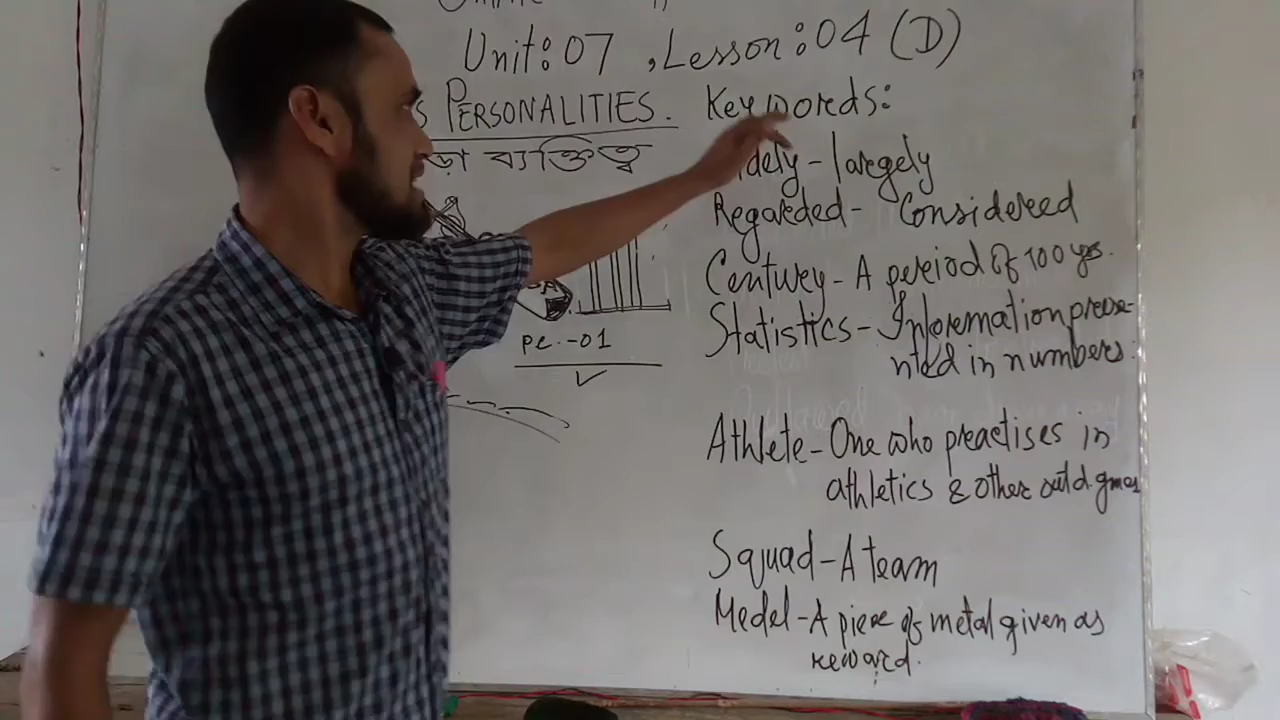 Unit: 07, Lesson: 04 (D)
PERSONALITIES.
ব্যক্তিত্ব
Keywords:
largely
Regarded - Considered
Century - A period of 100 yrs.
Statistics - Information prese-
nted in numbers.
Athlete - One who practises in
athletics & other outd. gmes
Squad - A team
Medel - A piece of metal given as
reward.
pc. - 01